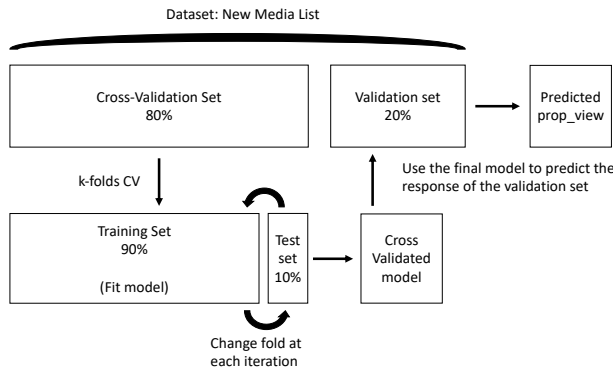 Dataset: New Media List
Cross-Validation Set
80%
Validation set
20%
Predicted
prop_view
k-folds CV
Use the final model to predict the
response of the validation set
Training Set
90%
(Fit model)
Test
set
10%
Cross
Validated
model
Change fold at
each iteration